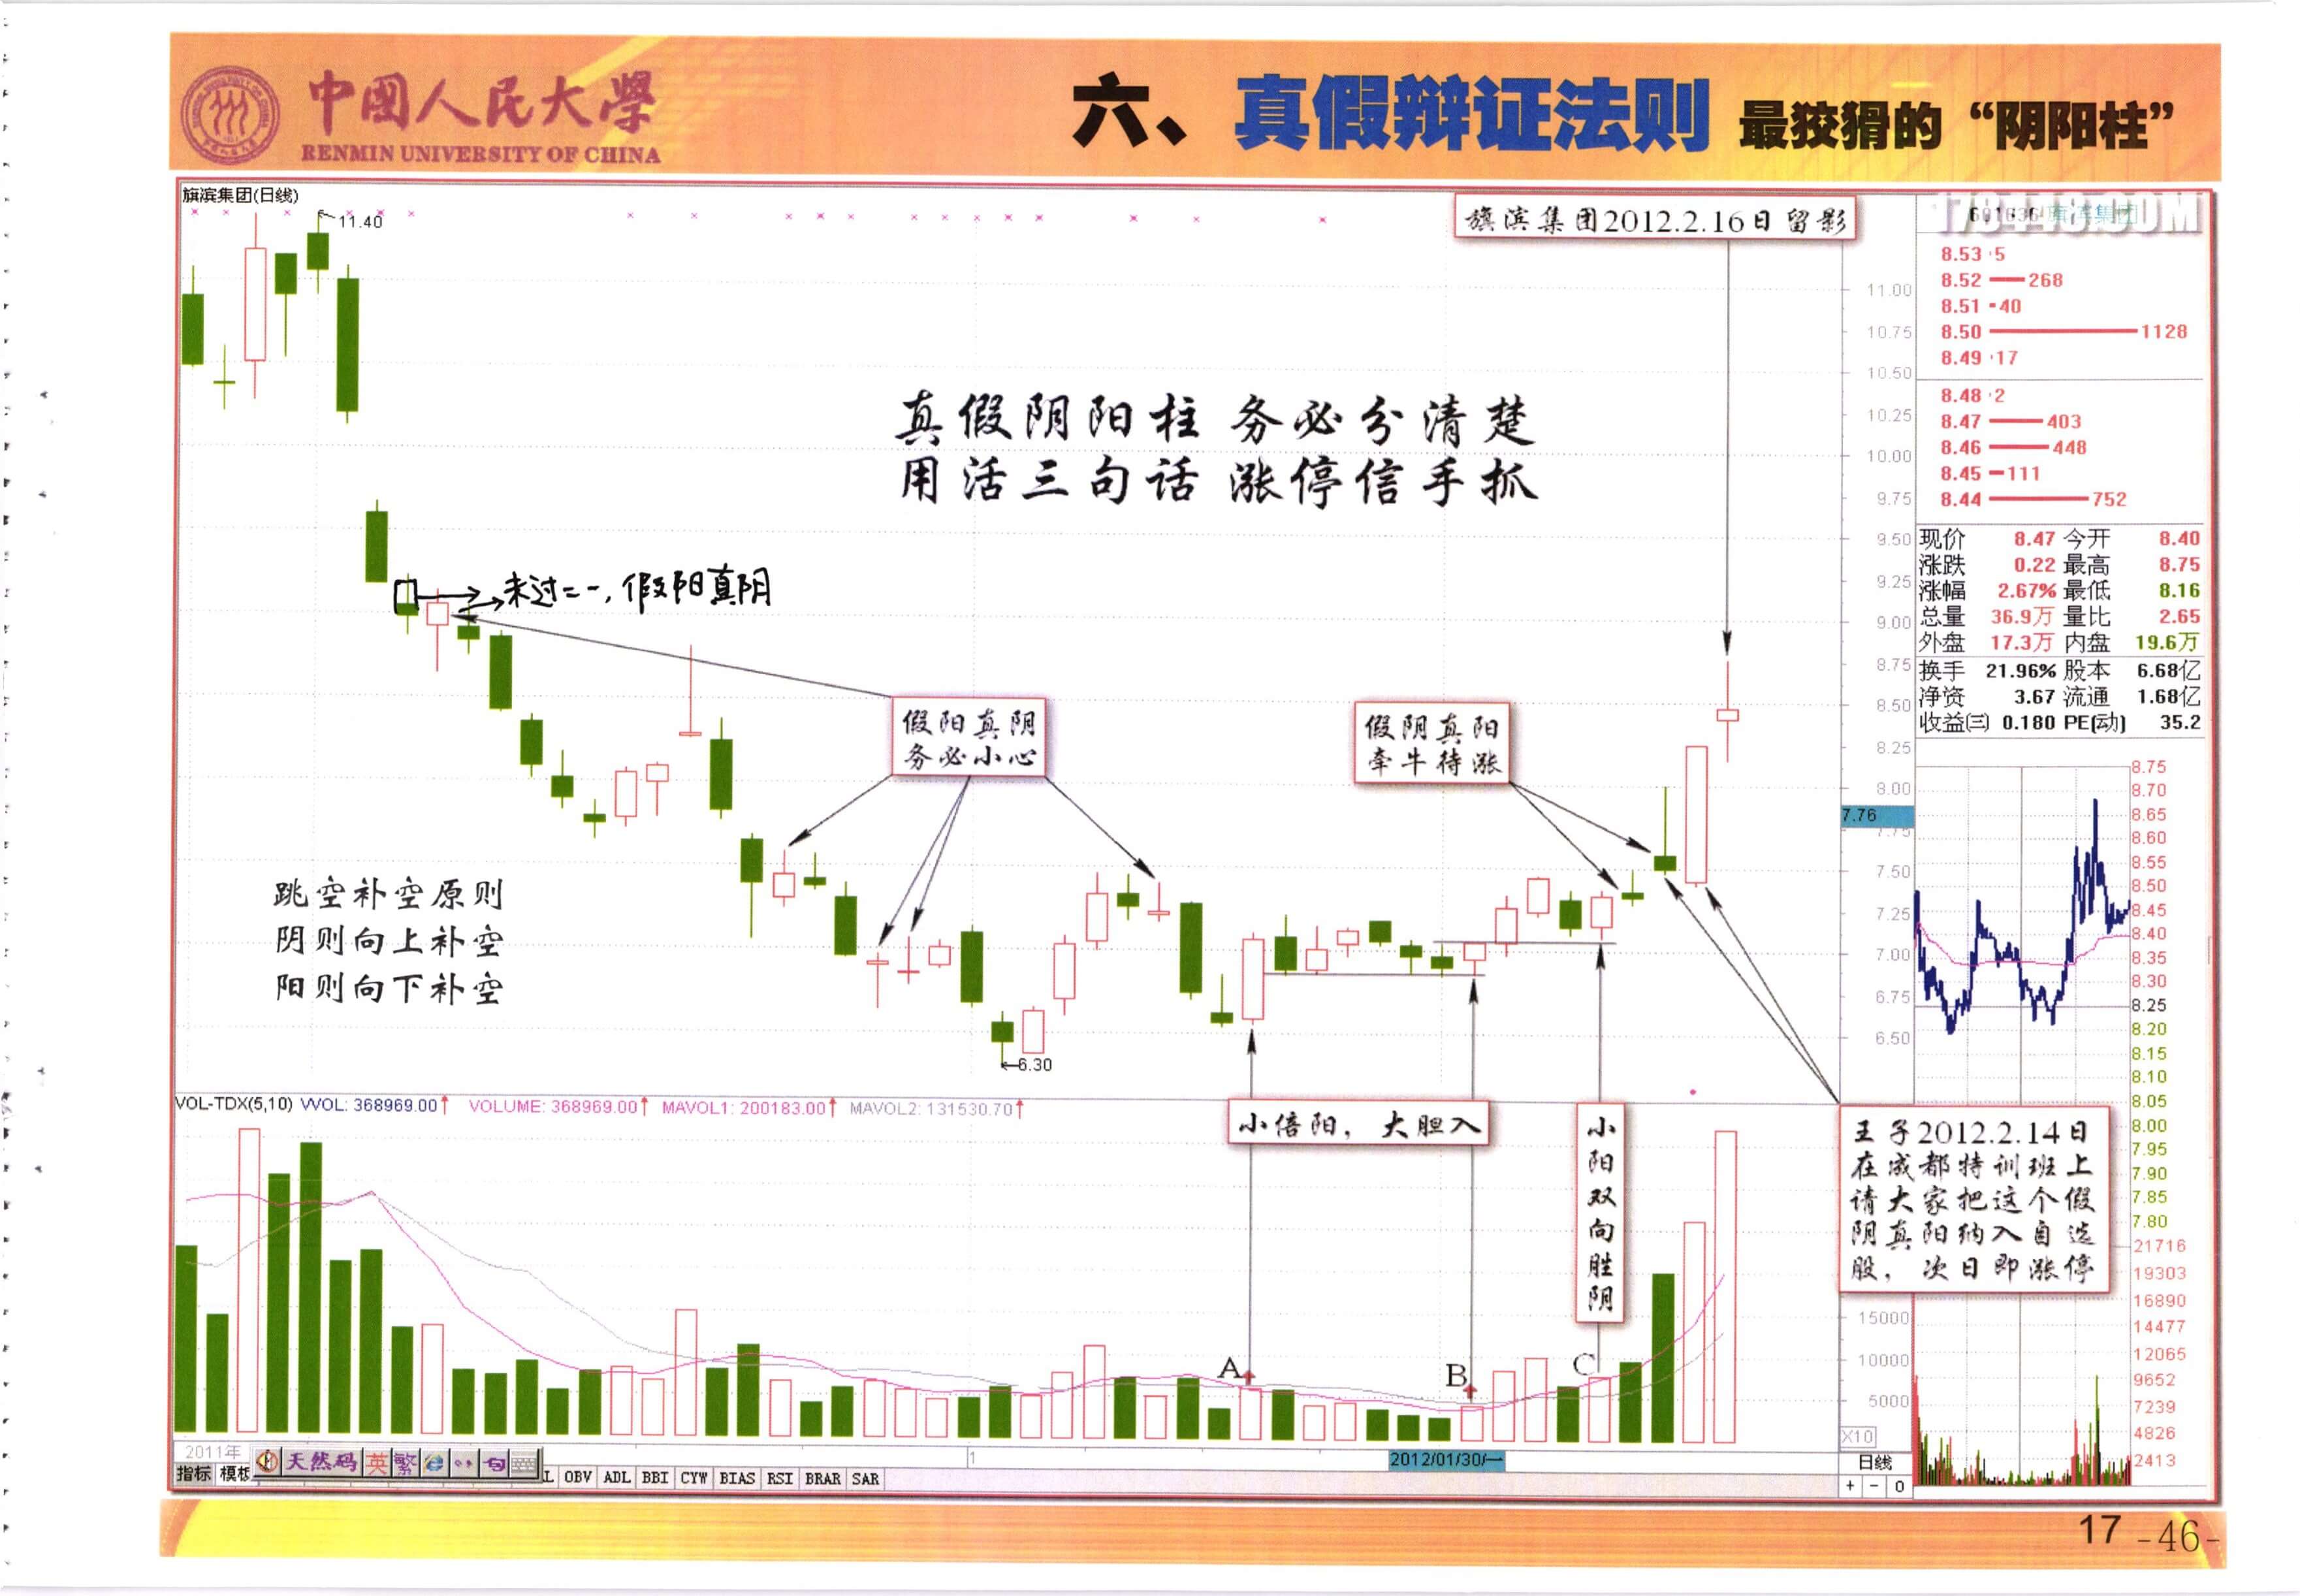 中國人民大學
RENMIN UNIVERSITY OF CHINA
六、真假辩证法则 最狡猾的“阴阳柱”
旗滨集团(日线)
11.40
旗滨集团2012.2.16日留影
真假阴阳柱 务必分清楚
用活三句话 涨停信手抓
未过二一,假阳真阴
假阳真阴
务必小心
假阴真阳
牵牛待涨
跳空补空原则
阴则向上补空
阳则向下补空
6.30
11.00
10.75
10.50
10.25
10.00
9.75
9.50
9.25
9.00
8.75
8.50
8.25
8.00
7.76
7.50
7.25
7.00
6.75
6.50
8.53 5
8.52 268
8.51 40
8.50 1128
8.49 17
8.48 2
8.47 403
8.46 448
8.45 111
8.44 752
现价 8.47 今开 8.40
涨跌 0.22 最高 8.75
涨幅 2.67% 最低 8.16
总量 36.9万 量比 2.65
外盘 17.3万 内盘 19.6万
换手 21.96% 股本 6.68亿
净资 3.67 流通 1.68亿
收益(三) 0.180 PE(动) 35.2
8.75
8.70
8.65
8.60
8.55
8.50
8.45
8.40
8.35
8.30
8.25
8.20
8.15
8.10
8.05
8.00
7.95
7.90
7.85
7.80
21716
19303
16890
14477
12065
9652
7239
4826
2413
VOL-TDX(5,10) VVOL: 368969.00↑ VOLUME: 368969.00↑ MAVOL1: 200183.00↑ MAVOL2: 131530.70↑
小倍阳，大胆入
小阳双向胜阴
王子2012.2.14日
在成都特训班上
请大家把这个假
阴真阳纳入自选
股，次日即涨停
A
B
C
15000
10000
5000
X10
2011年
1
2012/01/30/一
日线
指标 模板
天然码 英 繁
L OBV ADL BBI CYW BIAS RSI BRAR SAR
+ - 0
17 -46-